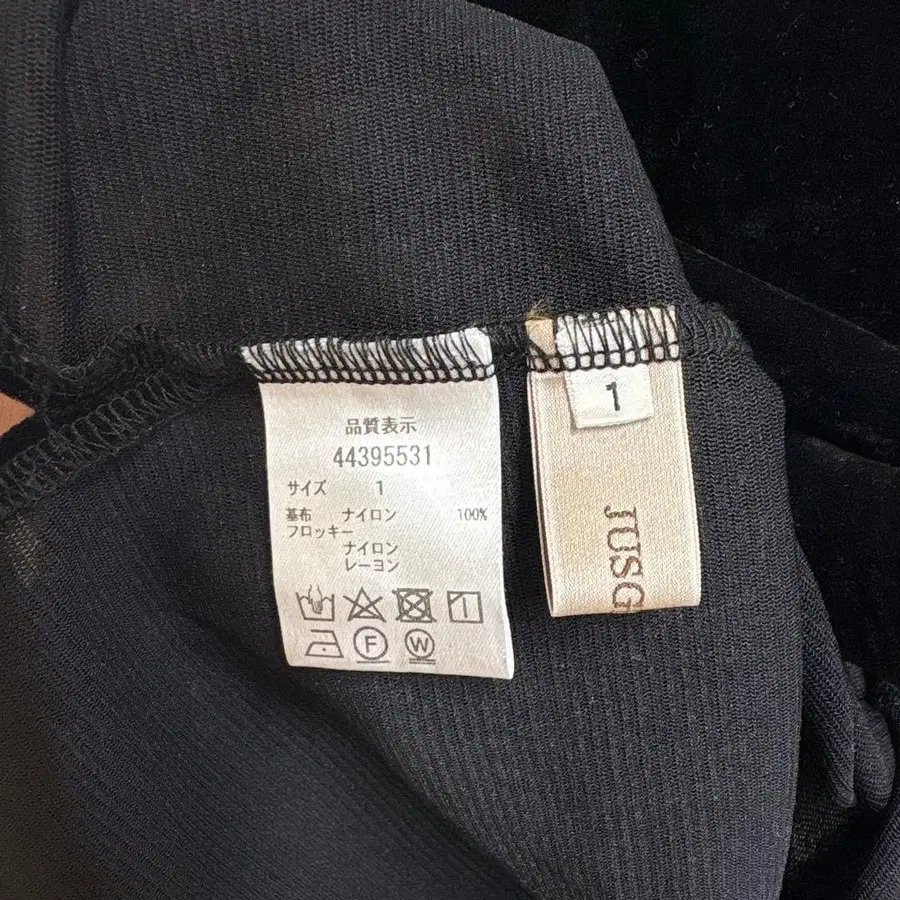 品質表示
44395531
サイズ 1
基布 ナイロン 100%
フロッキー
ナイロン
レーヨン
F W
1
JUSG